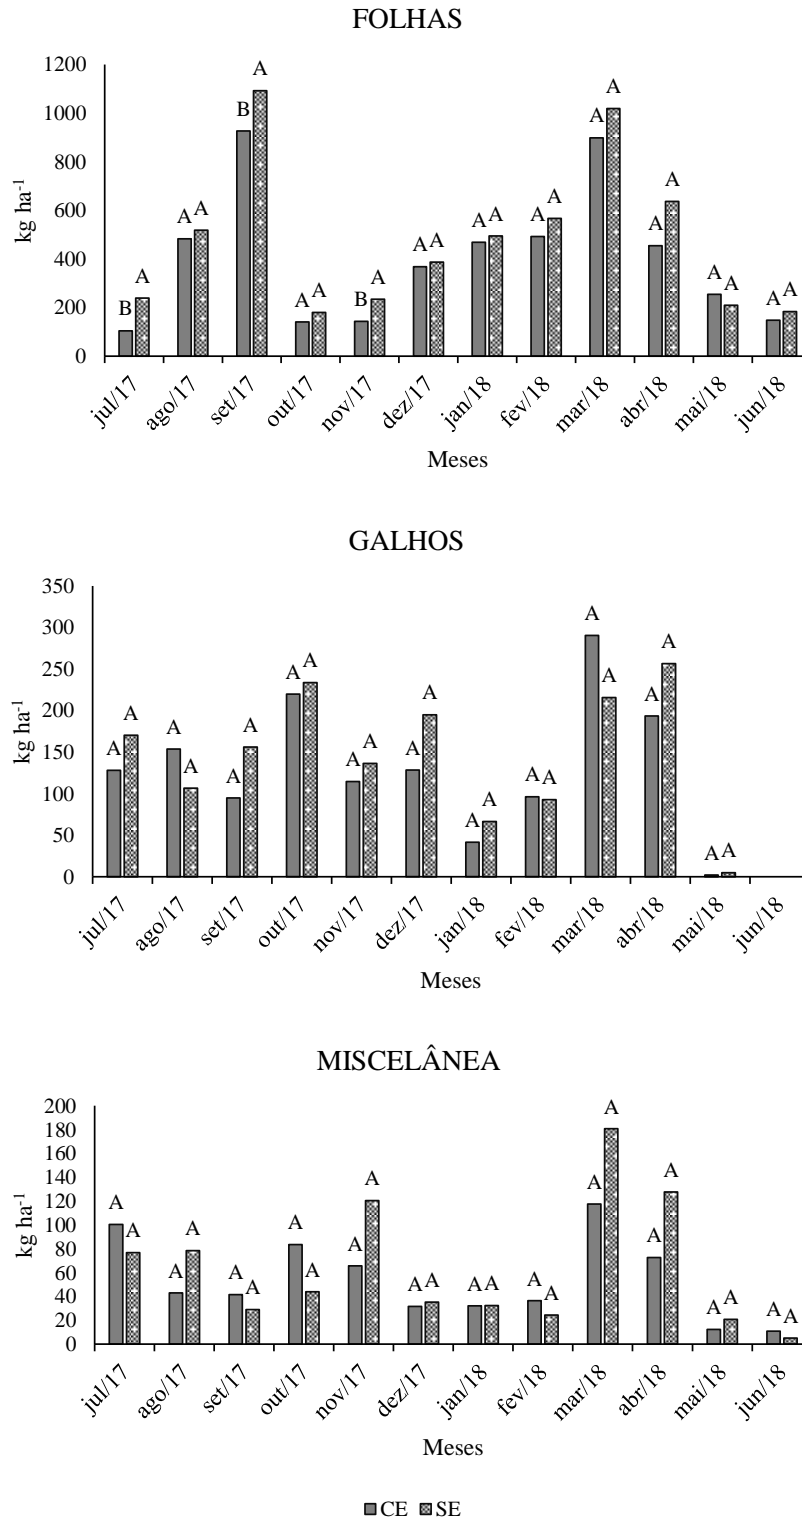 FOLHAS
1200
1000
800
600
400
200
0
kg ha⁻¹
B A A A B A A A B A A A A A A A A A A A A A A A
jul/17 ago/17 set/17 out/17 nov/17 dez/17 jan/18 fev/18 mar/18 abr/18 mai/18 jun/18
Meses
GALHOS
350
300
250
200
150
100
50
0
kg ha⁻¹
A A A A A A A A A A A A A A A A A A A A A A
jul/17 ago/17 set/17 out/17 nov/17 dez/17 jan/18 fev/18 mar/18 abr/18 mai/18 jun/18
Meses
MISCELÂNEA
200
180
160
140
120
100
80
60
40
20
0
kg ha⁻¹
A A A A A A A A A A A A A A A A A A A A A A A A
jul/17 ago/17 set/17 out/17 nov/17 dez/17 jan/18 fev/18 mar/18 abr/18 mai/18 jun/18
Meses
CE SE